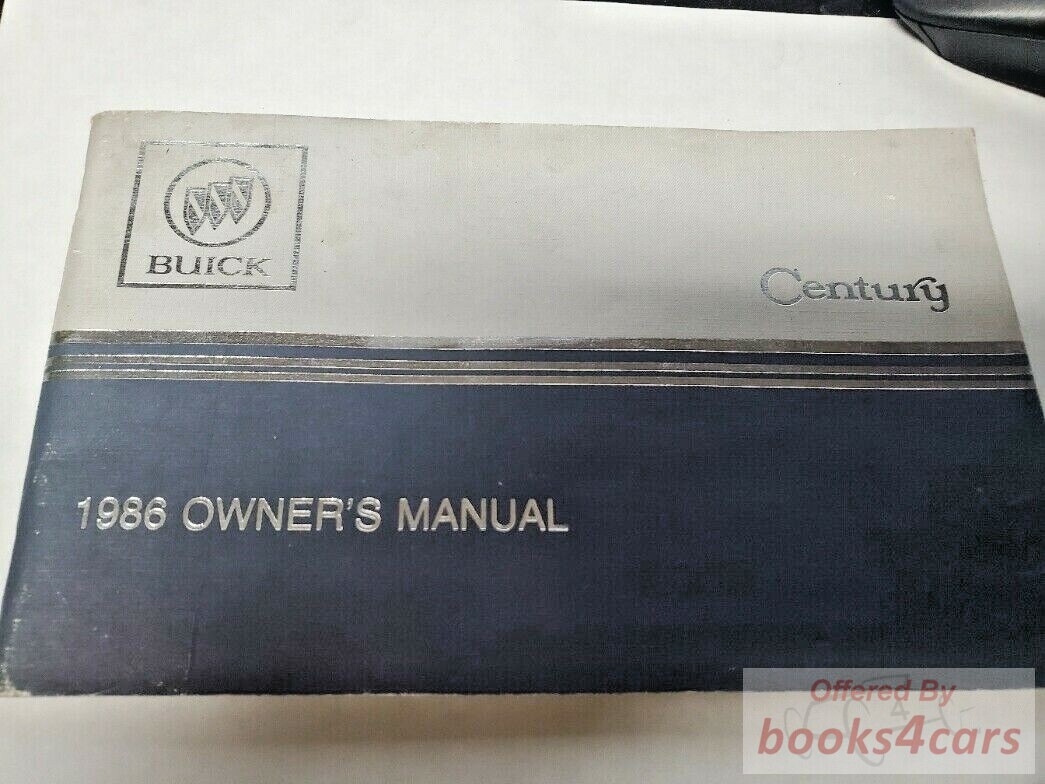 BUICK
Century
1986 OWNER'S MANUAL
Offered By
books4cars